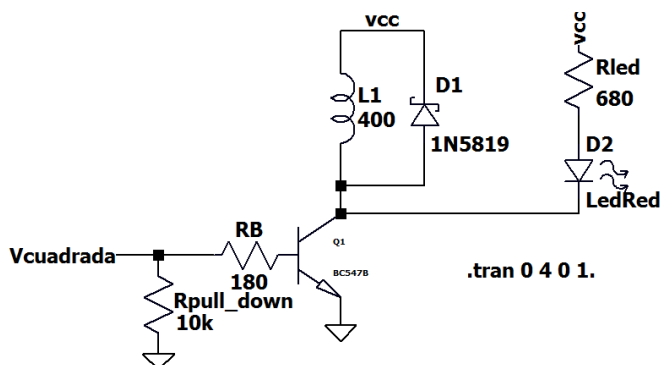 VCC
VCC
L1
400
D1
1N5819
Rled
680
D2
LedRed
Vcuadrada
RB
180
Q1
BC547B
Rpull_down
10k
.tran 0 4 0 1.